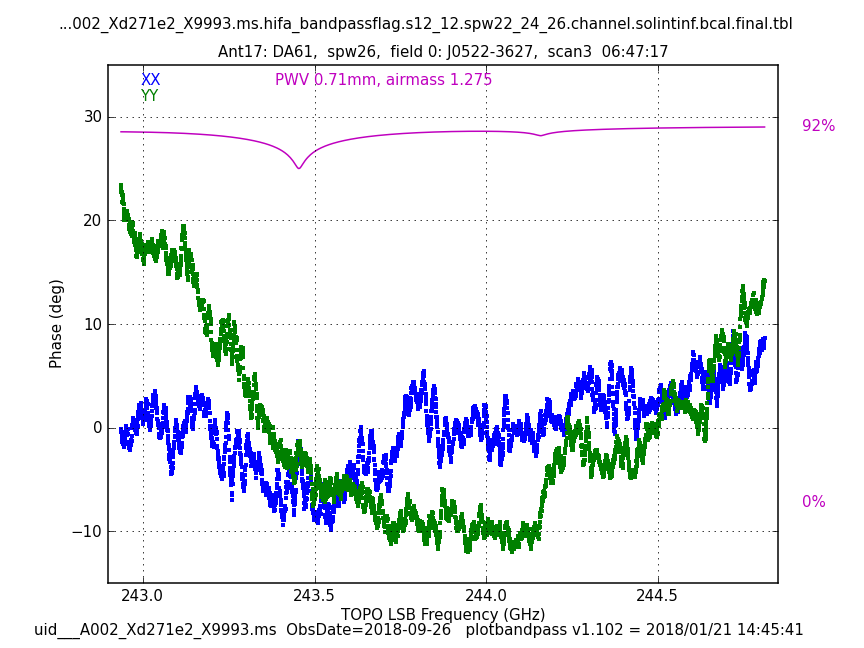 ...002_Xd271e2_X9993.ms.hifa_bandpassflag.s12_12.spw22_24_26.channel.solintinf.bcal.final.tbl
Ant17: DA61, spw26, field 0: J0522-3627, scan3 06:47:17
XX
PWV 0.71mm, airmass 1.275
YY
92%
0%
30
20
10
0
−10
Phase (deg)
243.0
243.5
244.0
244.5
TOPO LSB Frequency (GHz)
uid___A002_Xd271e2_X9993.ms ObsDate=2018-09-26 plotbandpass v1.102 = 2018/01/21 14:45:41